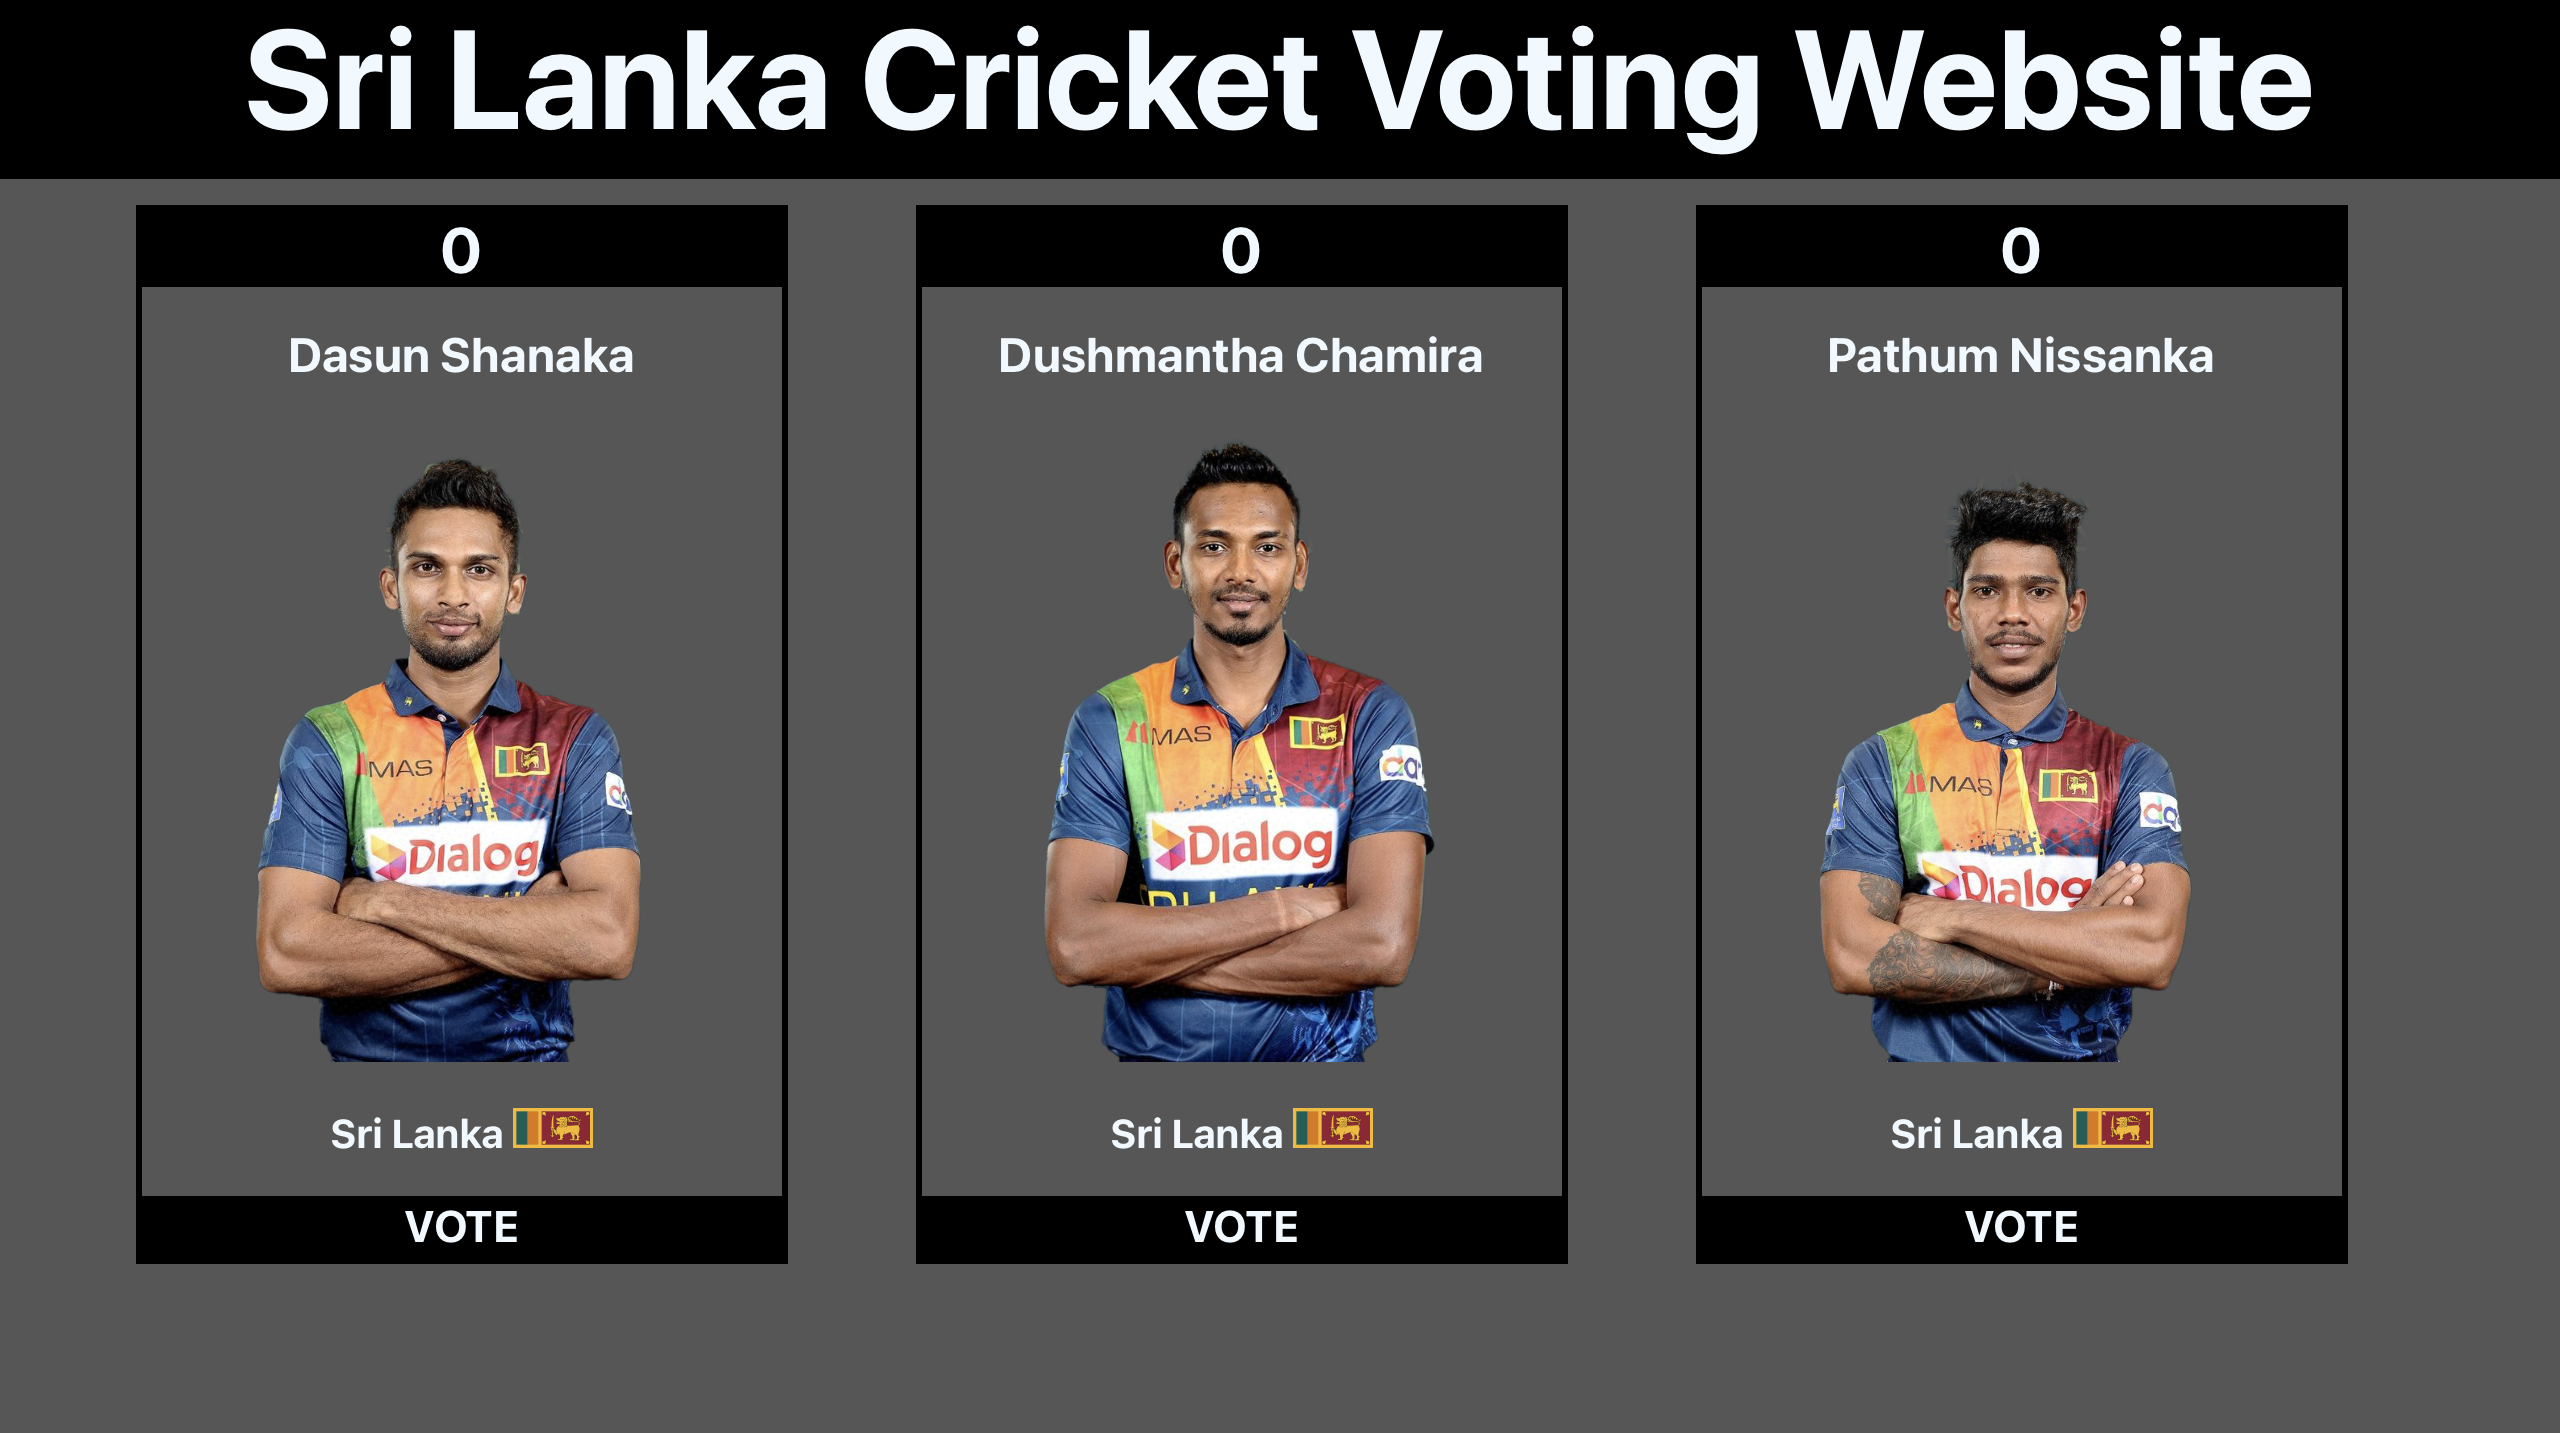 Sri Lanka Cricket Voting Website
0
Dasun Shanaka
MAS
Dialog
Sri Lanka
VOTE
0
Dushmantha Chamira
MAS
Dialog
Sri Lanka
VOTE
0
Pathum Nissanka
MAS
Dialog
Sri Lanka
VOTE